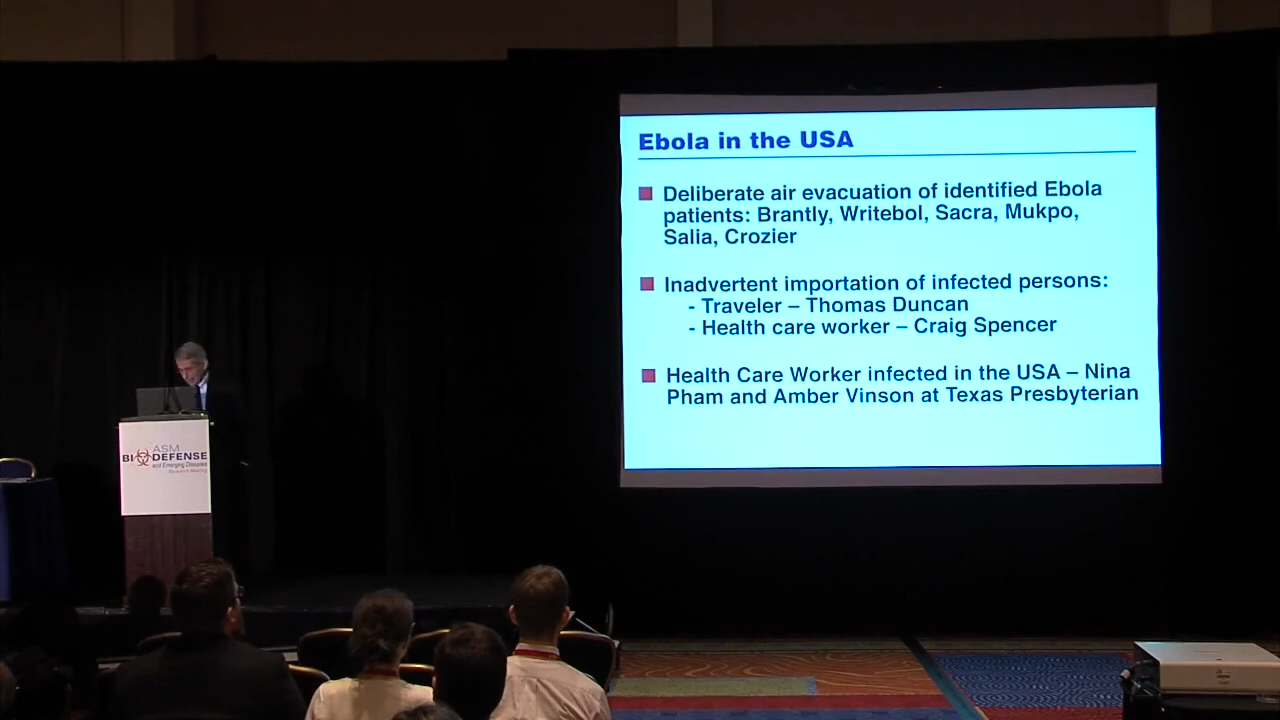 Ebola in the USA
Deliberate air evacuation of identified Ebola
patients: Brantly, Writebol, Sacra, Mukpo,
Salia, Crozier
Inadvertent importation of infected persons:
- Traveler – Thomas Duncan
- Health care worker – Craig Spencer
Health Care Worker infected in the USA – Nina
Pham and Amber Vinson at Texas Presbyterian
ASM
BIODEFENSE
and Emerging Diseases
Research Meeting